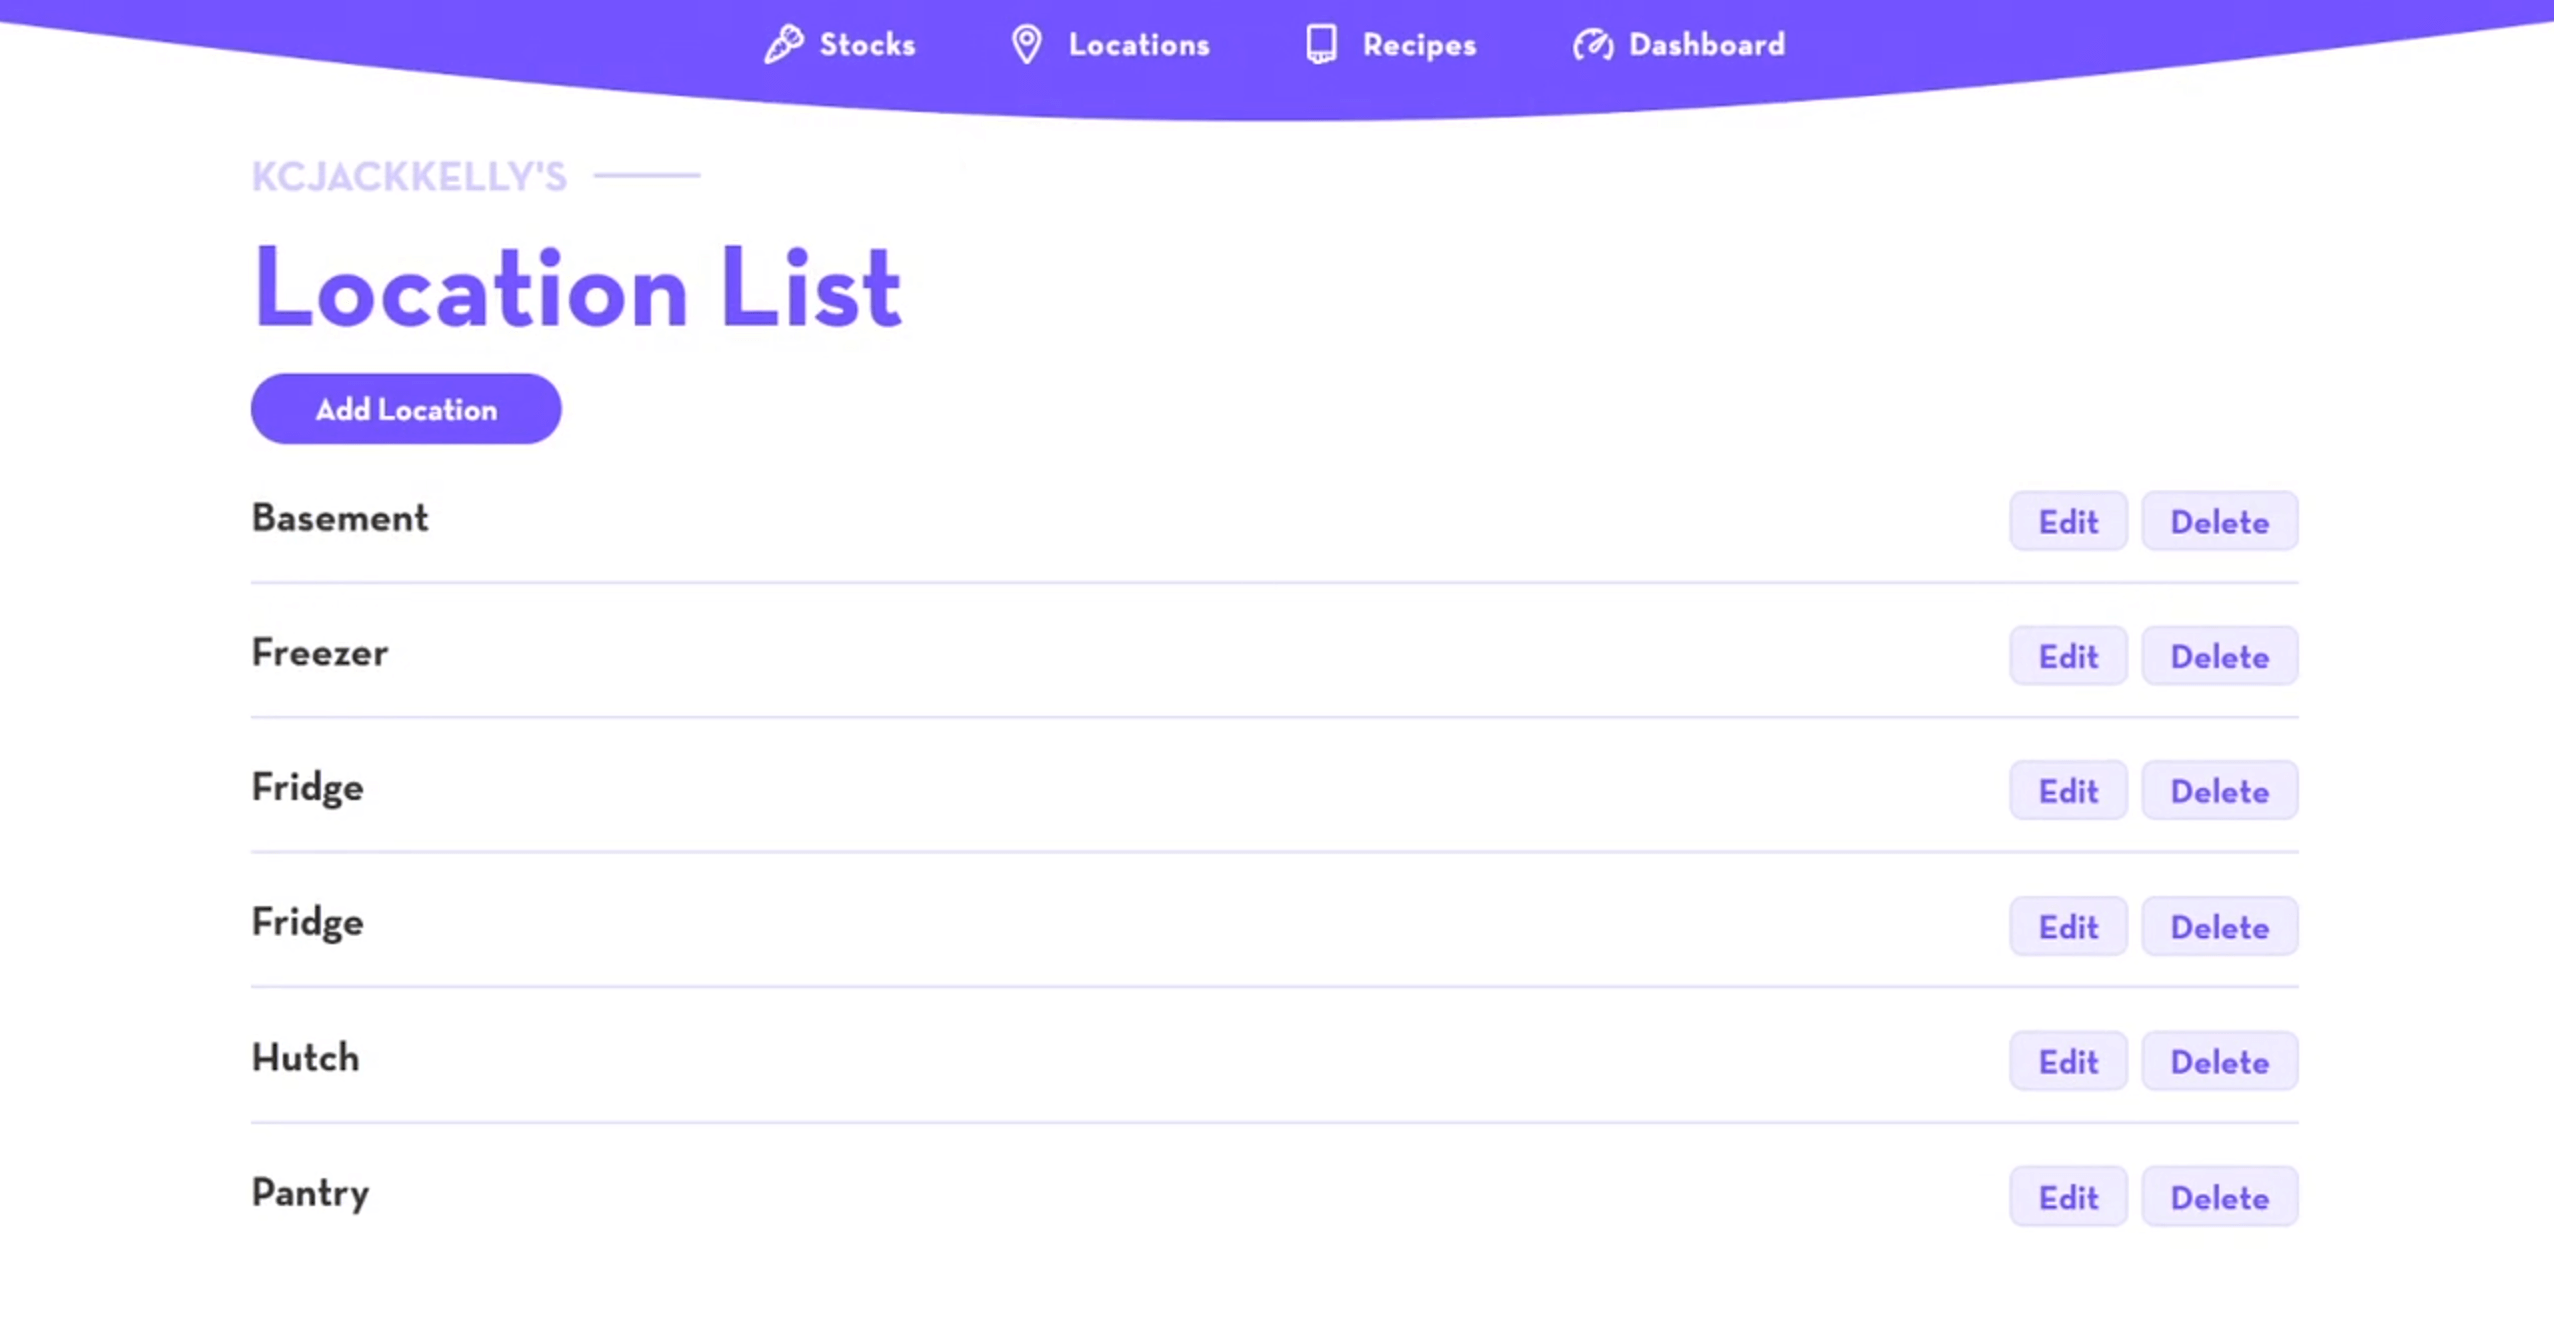 Stocks Locations Recipes Dashboard
KCJACKKELLY'S
Location List
Add Location
Basement Edit Delete
Freezer Edit Delete
Fridge Edit Delete
Fridge Edit Delete
Hutch Edit Delete
Pantry Edit Delete